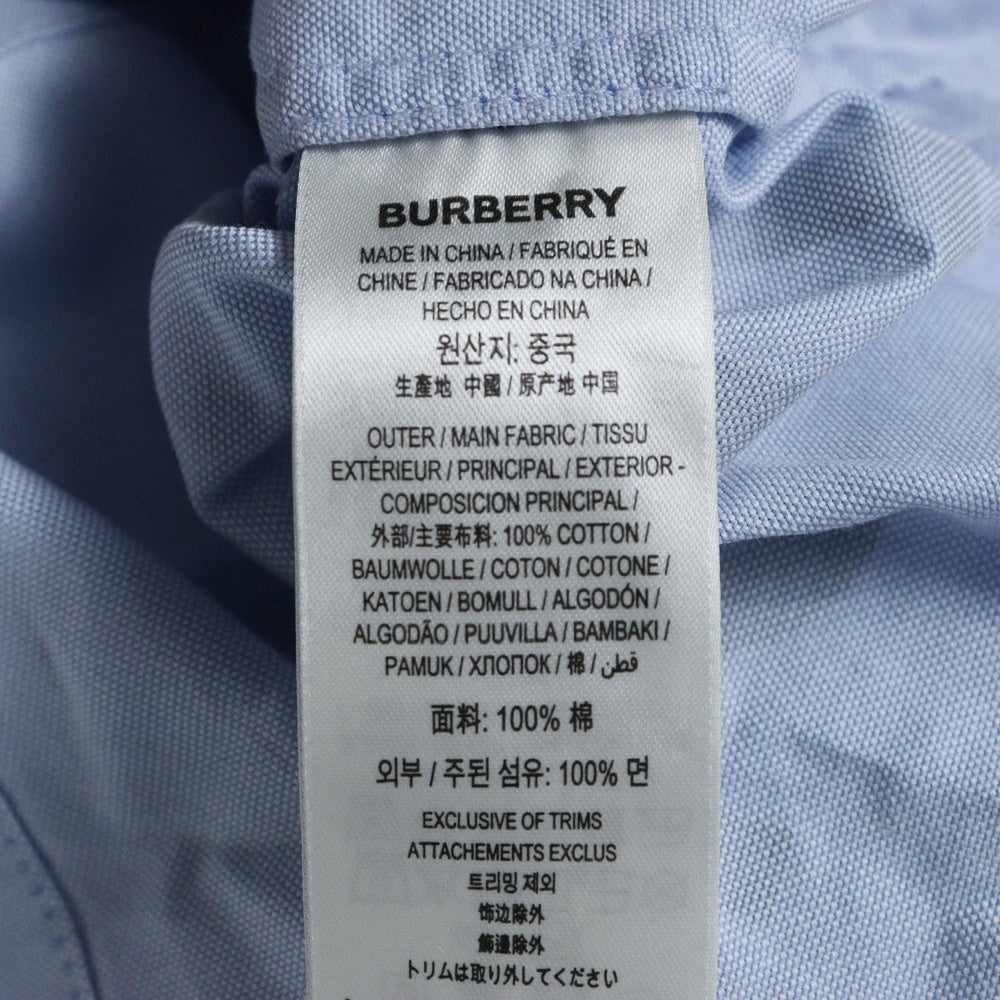 BURBERRY
MADE IN CHINA / FABRIQUÉ EN
CHINE / FABRICADO NA CHINA /
HECHO EN CHINA
원산지: 중국
生產地 中國 / 原产地 中国
OUTER / MAIN FABRIC / TISSU
EXTÉRIEUR / PRINCIPAL / EXTERIOR -
COMPOSICION PRINCIPAL /
外部/主要布料: 100% COTTON /
BAUMWOLLE / COTON / COTONE /
KATOEN / BOMULL / ALGODÓN /
ALGODÃO / PUUVILLA / BAMBAKI /
PAMUK / ХЛОПОК / 棉 / قطن
面料: 100% 棉
외부 / 주된 섬유: 100% 면
EXCLUSIVE OF TRIMS
ATTACHEMENTS EXCLUS
트리밍 제외
饰边除外
飾邊除外
トリムは取り外してください